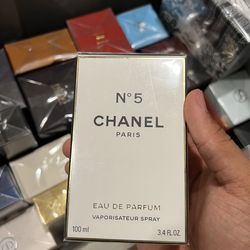 N°5
CHANEL
PARIS
EAU DE PARFUM
VAPORISATEUR SPRAY
100 ml
3.4 FL.OZ.